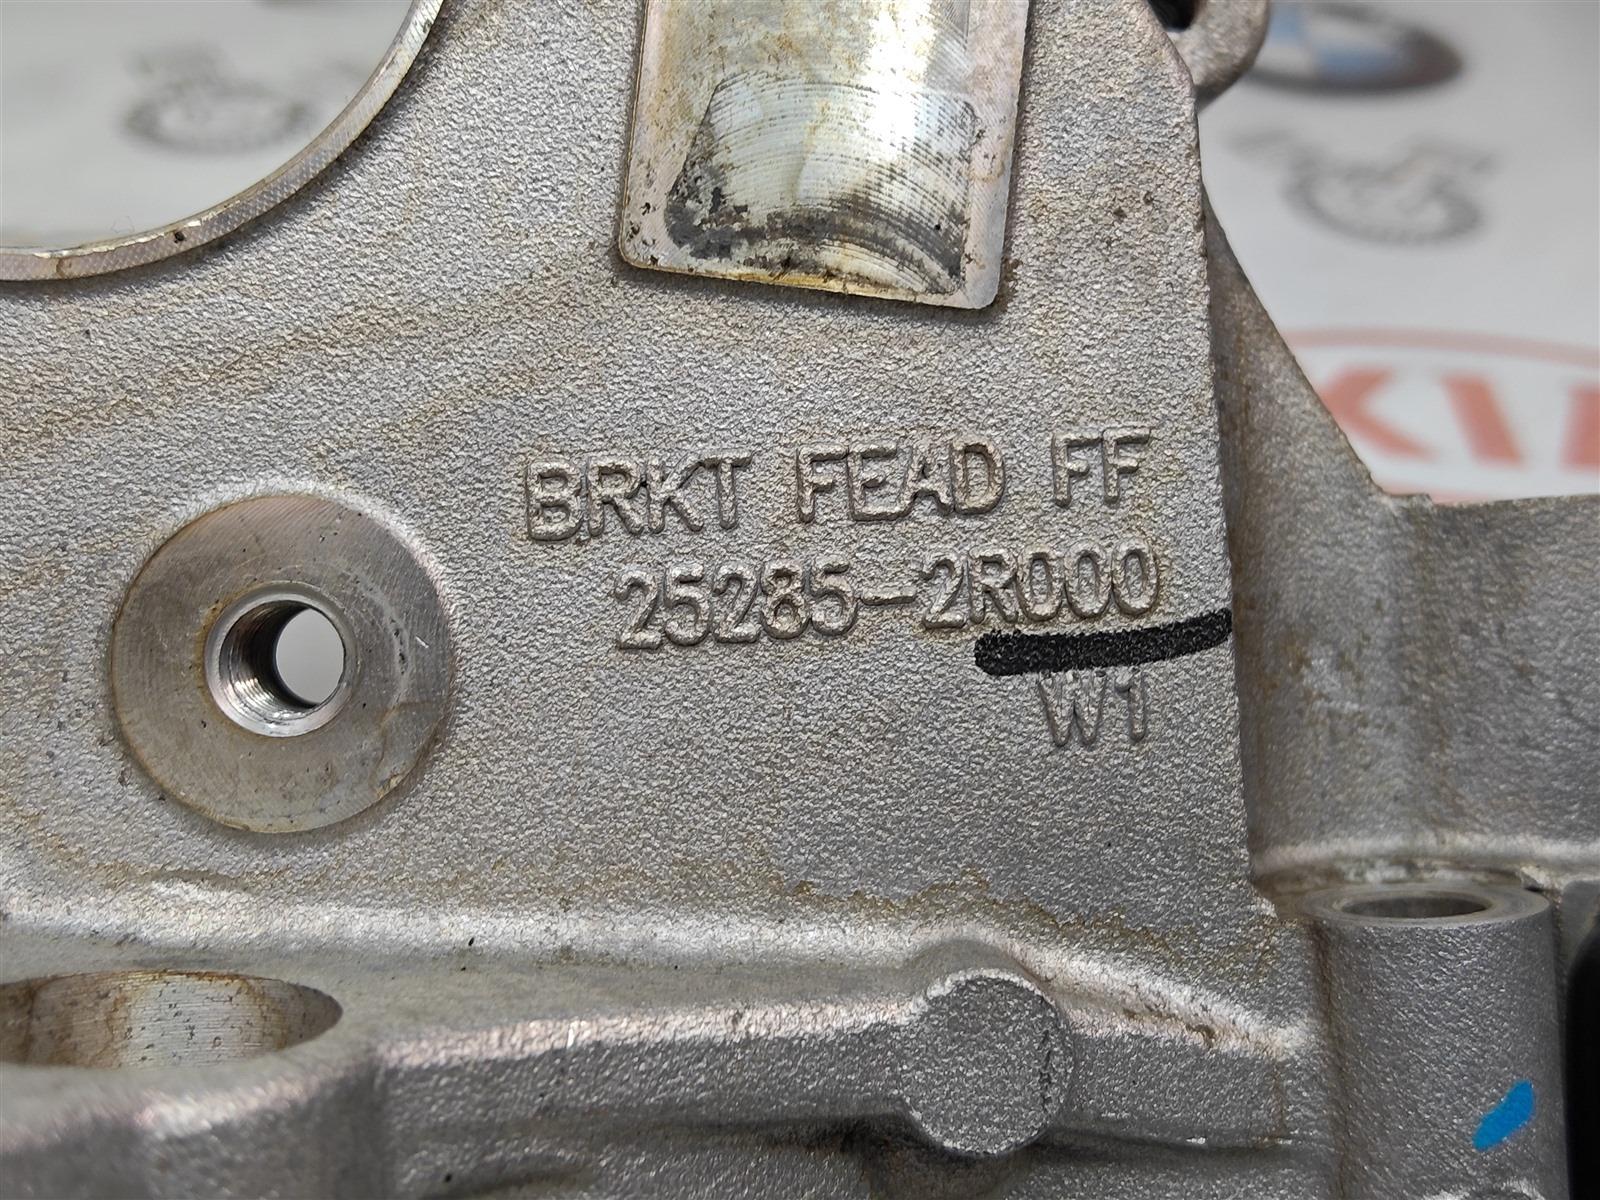 BRKT FEAD FF
25285-2R000
W1